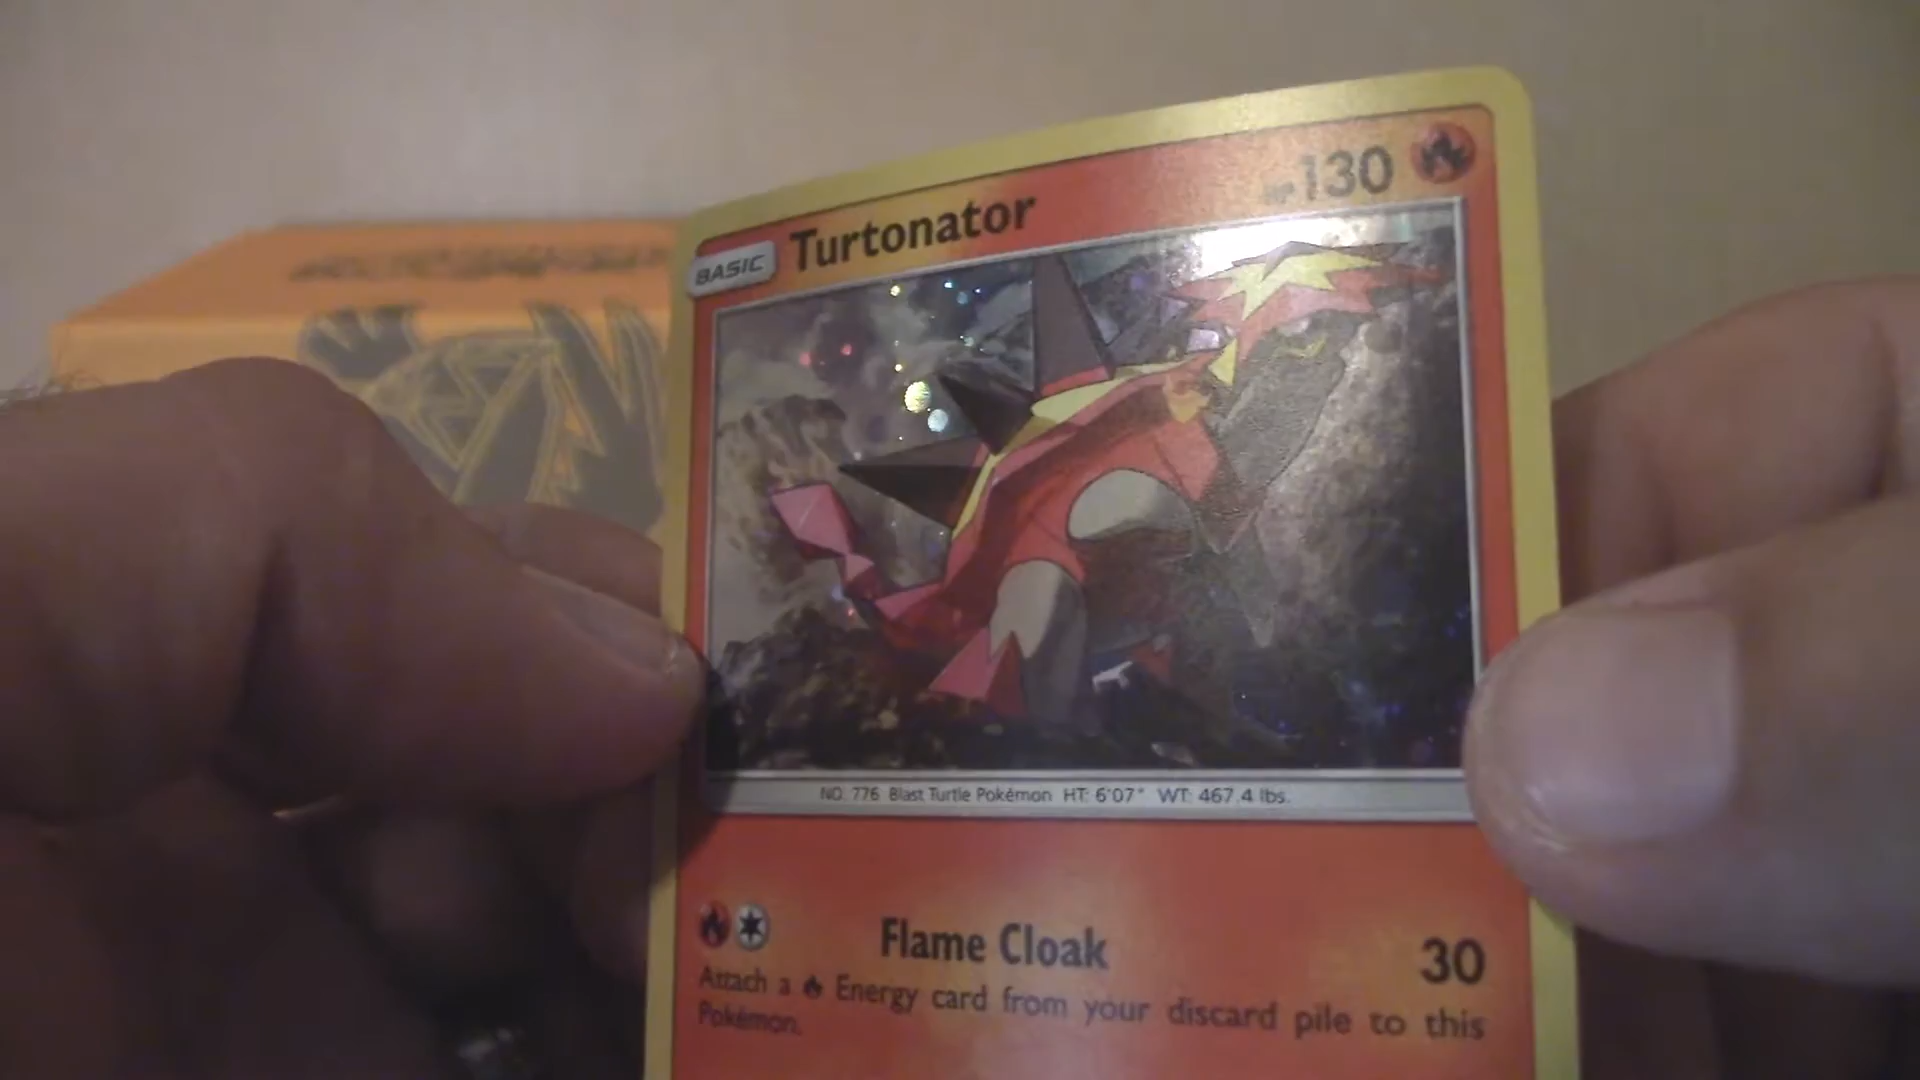 BASIC Turtonator HP 130
NO. 776 Blast Turtle Pokémon HT: 6'07" WT: 467.4 lbs.
Flame Cloak 30
Attach a Energy card from your discard pile to this
Pokémon.